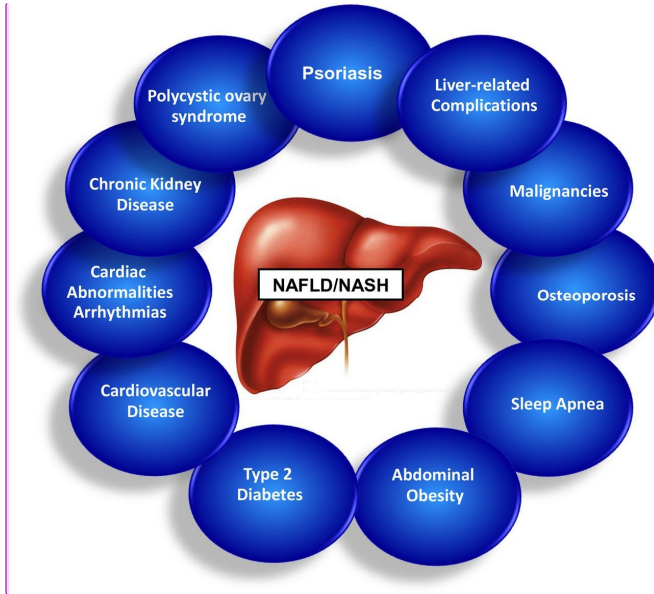 Psoriasis
Liver-related
Complications
Malignancies
Osteoporosis
Sleep Apnea
Abdominal
Obesity
Type 2
Diabetes
Cardiovascular
Disease
Cardiac
Abnormalities
Arrhythmias
Chronic Kidney
Disease
Polycystic ovary
syndrome
NAFLD/NASH